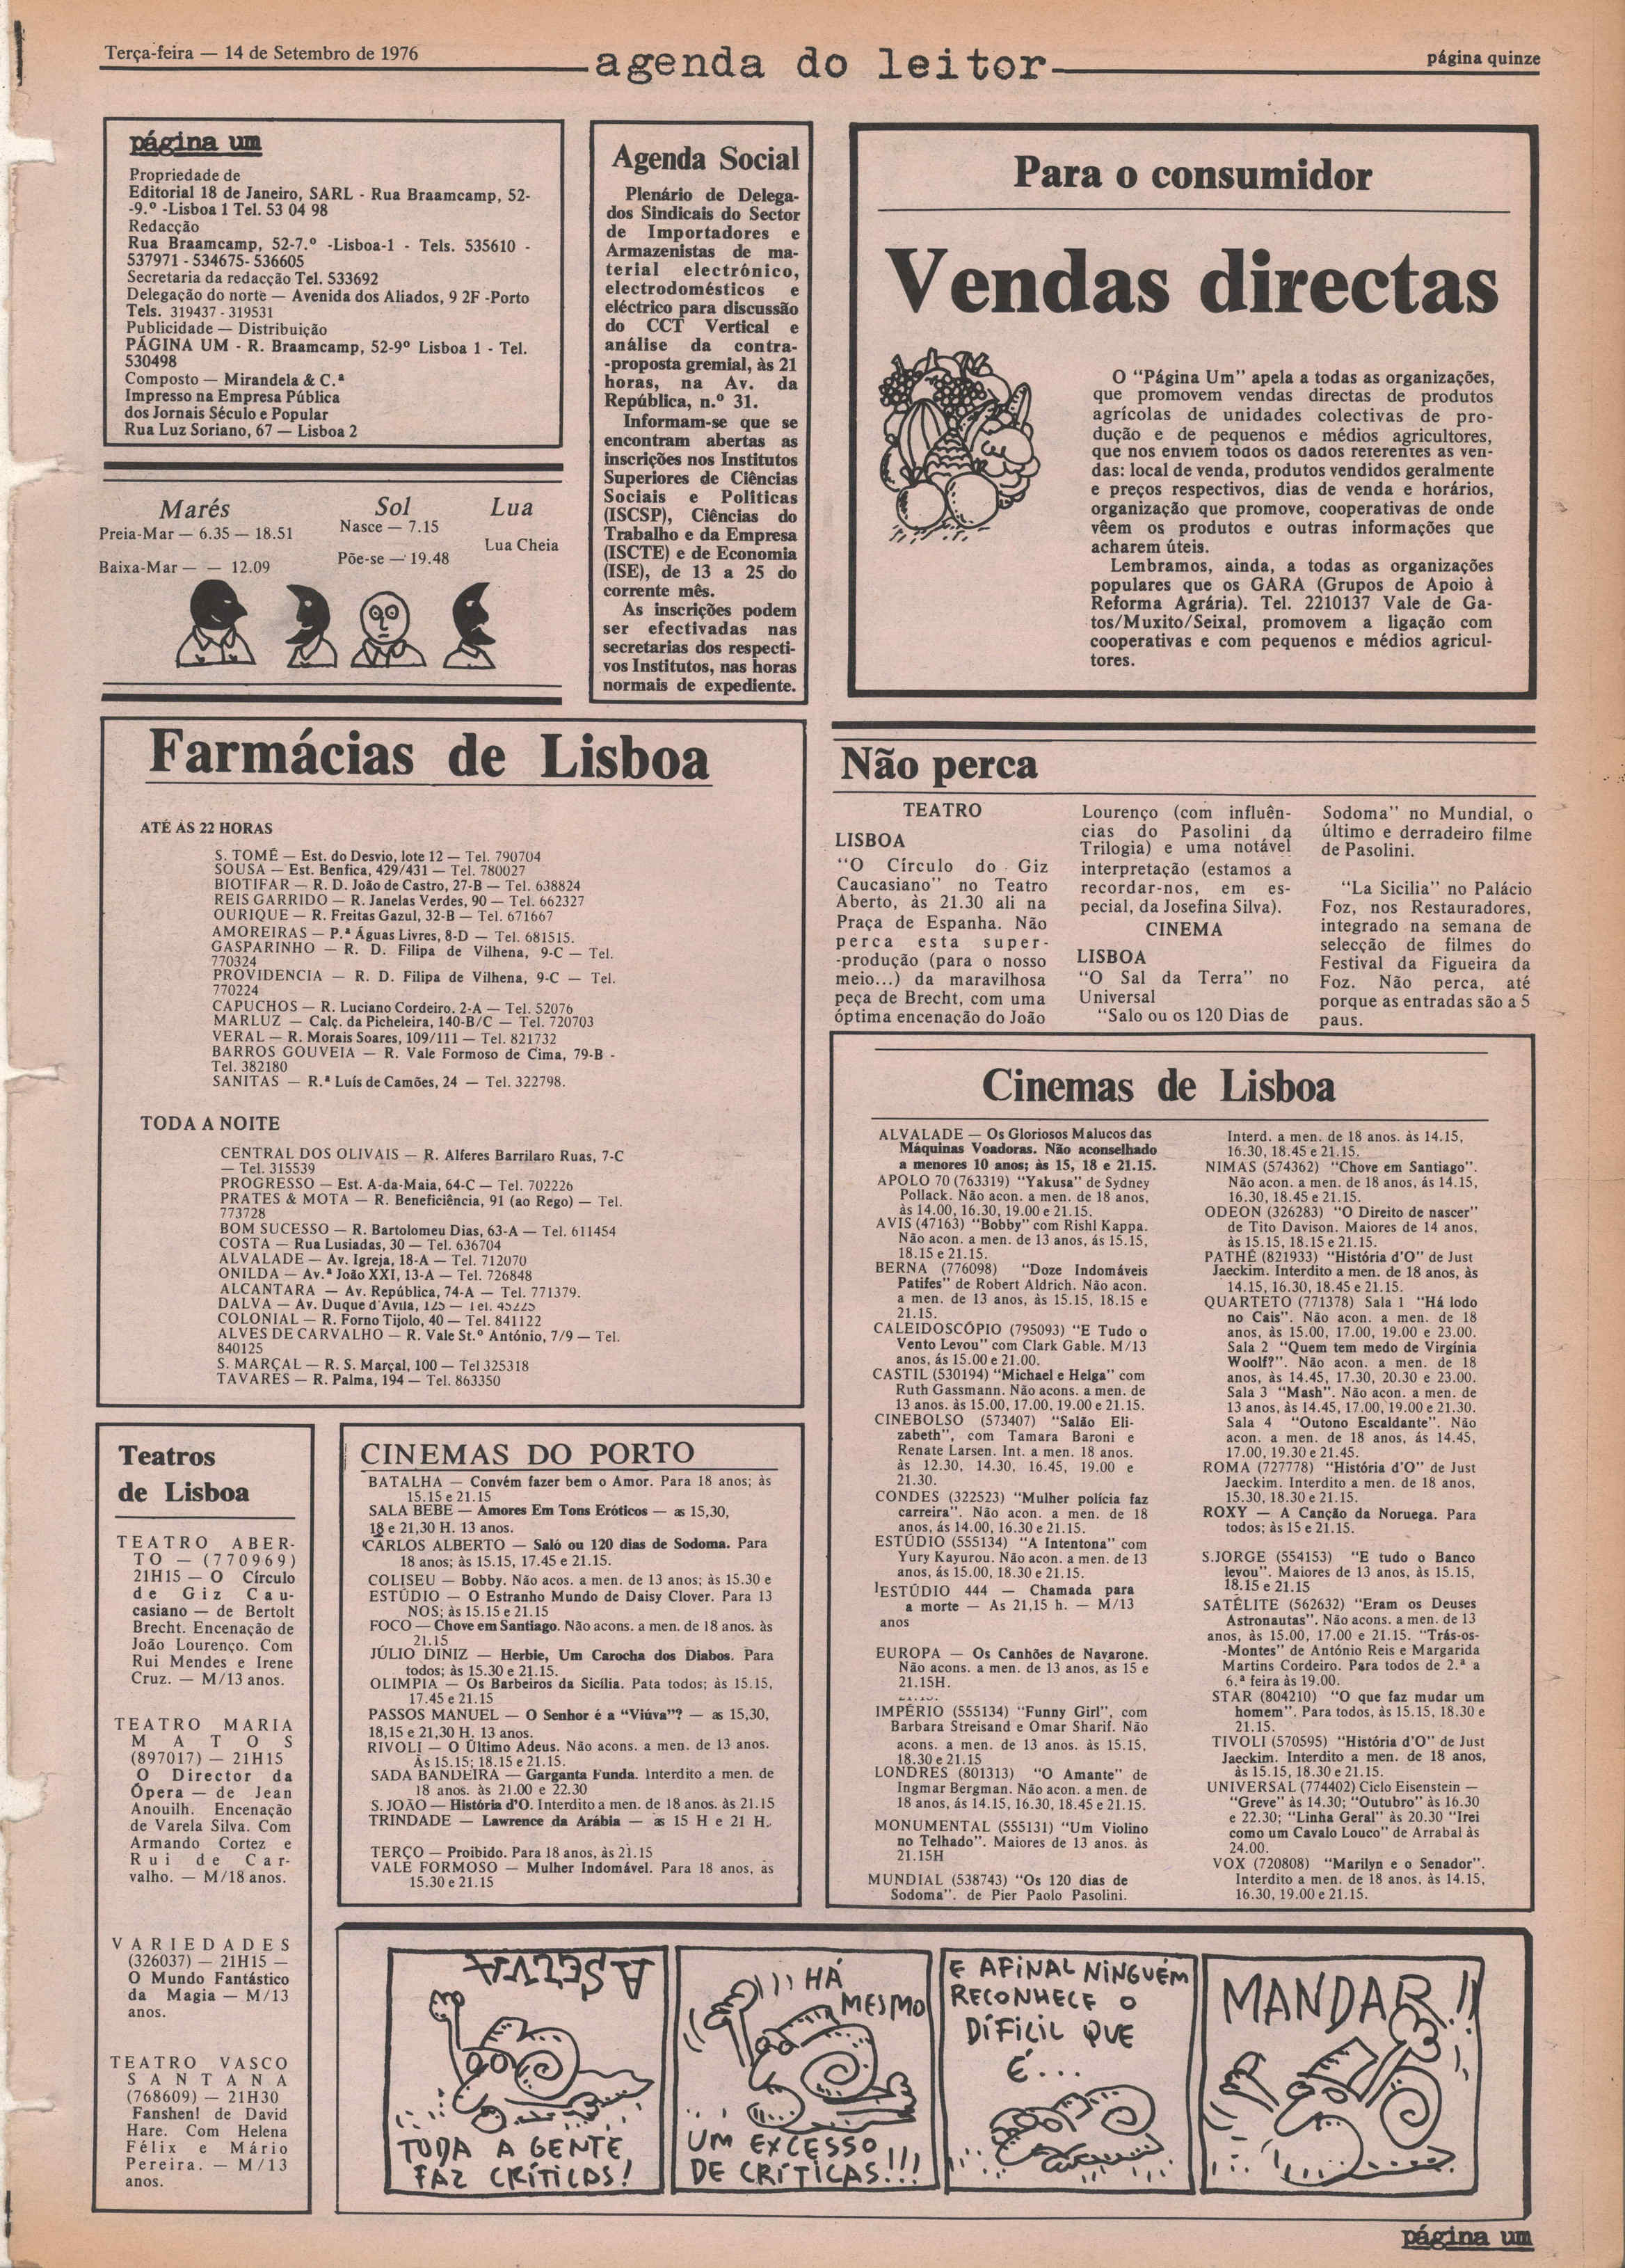 Terça-feira — 14 de Setembro de 1976
agenda do leitor
página quinze
página um
Propriedade de
Editorial 18 de Janeiro, SARL - Rua Braamcamp, 52-
-9.º -Lisboa 1 Tel. 53 04 98
Redacção
Rua Braamcamp, 52-7.º -Lisboa-1 - Tels. 535610 -
537971 - 534675- 536605
Secretaria da redacção Tel. 533692
Delegação do norte — Avenida dos Aliados, 9 2F -Porto
Tels. 319437 - 319531
Publicidade — Distribuição
PÁGINA UM - R. Braamcamp, 52-9º Lisboa 1 - Tel.
530498
Composto — Mirandela & C.ª
Impresso na Empresa Pública
dos Jornais Século e Popular
Rua Luz Soriano, 67 — Lisboa 2
Marés
Preia-Mar — 6.35 — 18.51
Baixa-Mar — — 12.09
Sol
Nasce — 7.15
Põe-se — 19.48
Lua
Lua Cheia
Agenda Social
Plenário de Delega-
dos Sindicais do Sector
de Importadores e
Armazenistas de ma-
terial electrónico,
electrodomésticos e
eléctrico para discussão
do CCT Vertical e
análise da contra-
-proposta gremial, às 21
horas, na Av. da
República, n.º 31.
Informam-se que se
encontram abertas as
inscrições nos Institutos
Superiores de Ciências
Sociais e Politicas
(ISCSP), Ciências do
Trabalho e da Empresa
(ISCTE) e de Economia
(ISE), de 13 a 25 do
corrente mês.
As inscrições podem
ser efectivadas nas
secretarias dos respecti-
vos Institutos, nas horas
normais de expediente.
Para o consumidor
Vendas directas
O "Página Um" apela a todas as organizações,
que promovem vendas directas de produtos
agrícolas de unidades colectivas de pro-
dução e de pequenos e médios agricultores,
que nos enviem todos os dados referentes as ven-
das: local de venda, produtos vendidos geralmente
e preços respectivos, dias de venda e horários,
organização que promove, cooperativas de onde
vêem os produtos e outras informações que
acharem úteis.
Lembramos, ainda, a todas as organizações
populares que os GARA (Grupos de Apoio à
Reforma Agrária). Tel. 2210137 Vale de Ga-
tos/Muxito/Seixal, promovem a ligação com
cooperativas e com pequenos e médios agricul-
tores.
Farmácias de Lisboa
ATÉ ÀS 22 HORAS
S. TOMÉ — Est. do Desvio, lote 12 — Tel. 790704
SOUSA — Est. Benfica, 429/431 — Tel. 780027
BIOTIFAR — R. D. João de Castro, 27-B — Tel. 638824
REIS GARRIDO — R. Janelas Verdes, 90 — Tel. 662327
OURIQUE — R. Freitas Gazul, 32-B — Tel. 671667
AMOREIRAS — P.ª Águas Livres, 8-D — Tel. 681515.
GASPARINHO — R. D. Filipa de Vilhena, 9-C — Tel.
770324
PROVIDENCIA — R. D. Filipa de Vilhena, 9-C — Tel.
770224
CAPUCHOS — R. Luciano Cordeiro. 2-A — Tel. 52076
MARLUZ — Calç. da Picheleira, 140-B/C — Tel. 720703
VERAL — R. Morais Soares, 109/111 — Tel. 821732
BARROS GOUVEIA — R. Vale Formoso de Cima, 79-B -
Tel. 382180
SANITAS — R.ª Luís de Camões, 24 — Tel. 322798.
TODA A NOITE
CENTRAL DOS OLIVAIS — R. Alferes Barrilaro Ruas, 7-C
— Tel. 315539
PROGRESSO — Est. A-da-Maia, 64-C — Tel. 702226
PRATES & MOTA — R. Beneficiência, 91 (ao Rego) — Tel.
773728
BOM SUCESSO — R. Bartolomeu Dias, 63-A — Tel. 611454
COSTA — Rua Lusiadas, 30 — Tel. 636704
ALVALADE — Av. Igreja, 18-A — Tel. 712070
ONILDA — Av.ª João XXI, 13-A — Tel. 726848
ALCANTARA — Av. República, 74-A — Tel. 771379.
DALVA — Av. Duque d'Avila, 125 — Tel. 45225
COLONIAL — R. Forno Tijolo, 40 — Tel. 841122
ALVES DE CARVALHO — R. Vale St.º António, 7/9 — Tel.
840125
S. MARÇAL — R. S. Marçal, 100 — Tel 325318
TAVARES — R. Palma, 194 — Tel. 863350
Não perca
TEATRO
LISBOA
"O Círculo do Giz
Caucasiano" no Teatro
Aberto, às 21.30 ali na
Praça de Espanha. Não
perca esta super-
-produção (para o nosso
meio...) da maravilhosa
peça de Brecht, com uma
óptima encenação do João
Lourenço (com influên-
cias do Pasolini da
Trilogia) e uma notável
interpretação (estamos a
recordar-nos, em es-
pecial, da Josefina Silva).
CINEMA
LISBOA
"O Sal da Terra" no
Universal
"Salo ou os 120 Dias de
Sodoma" no Mundial, o
último e derradeiro filme
de Pasolini.
"La Sicilia" no Palácio
Foz, nos Restauradores,
integrado na semana de
selecção de filmes do
Festival da Figueira da
Foz. Não perca, até
porque as entradas são a 5
paus.
Cinemas de Lisboa
ALVALADE — Os Gloriosos Malucos das
Máquinas Voadoras. Não aconselhado
a menores 10 anos; às 15, 18 e 21.15.
APOLO 70 (763319) "Yakusa" de Sydney
Pollack. Não acon. a men. de 18 anos,
às 14.00, 16.30, 19.00 e 21.15.
AVIS (47163) "Bobby" com Rishl Kappa.
Não acon. a men. de 13 anos, ás 15.15,
18.15 e 21.15.
BERNA (776098) "Doze Indomáveis
Patifes" de Robert Aldrich. Não acon.
a men. de 13 anos, às 15.15, 18.15 e
21.15.
CALEIDOSCÓPIO (795093) "E Tudo o
Vento Levou" com Clark Gable. M/13
anos, ás 15.00 e 21.00.
CASTIL (530194) "Michael e Helga" com
Ruth Gassmann. Não acons. a men. de
13 anos. às 15.00, 17.00, 19.00 e 21.15.
CINEBOLSO (573407) "Salão Eli-
zabeth", com Tamara Baroni e
Renate Larsen. Int. a men. 18 anos.
às 12.30, 14.30, 16.45, 19.00 e
21.30.
CONDES (322523) "Mulher polícia faz
carreira". Não acon. a men. de 18
anos, ás 14.00, 16.30 e 21.15.
ESTÚDIO (555134) "A Intentona" com
Yury Kayurou. Não acon. a men. de 13
anos, ás 15.00, 18.30 e 21.15.
ESTÚDIO 444 — Chamada para
a morte — As 21,15 h. — M/13
anos
EUROPA — Os Canhões de Navarone.
Não acons. a men. de 13 anos, às 15 e
21.15H.
IMPÉRIO (555134) "Funny Girl", com
Barbara Streisand e Omar Sharif. Não
acons. a men. de 13 anos. às 15.15,
18.30 e 21.15
LONDRES (801313) "O Amante" de
Ingmar Bergman. Não acon. a men. de
18 anos, ás 14.15, 16.30, 18.45 e 21.15.
MONUMENTAL (555131) "Um Violino
no Telhado". Maiores de 13 anos. às
21.15H
MUNDIAL (538743) "Os 120 dias de
Sodoma". de Pier Paolo Pasolini.
Interd. a men. de 18 anos. às 14.15,
16.30, 18.45 e 21.15.
NIMAS (574362) "Chove em Santiago".
Não acon. a men. de 18 anos, ás 14.15,
16.30, 18.45 e 21.15.
ODEON (326283) "O Direito de nascer"
de Tito Davison. Maiores de 14 anos,
às 15.15, 18.15 e 21.15.
PATHÉ (821933) "História d'O" de Just
Jaeckim. Interdito a men. de 18 anos, às
14.15, 16.30, 18.45 e 21.15.
QUARTETO (771378) Sala 1 "Há lodo
no Cais". Não acon. a men. de 18
anos, às 15.00, 17.00, 19.00 e 23.00.
Sala 2 "Quem tem medo de Virgínia
Woolf?". Não acon. a men. de 18
anos, às 14.45, 17.30, 20.30 e 23.00.
Sala 3 "Mash". Não acon. a men. de
13 anos, às 14.45, 17.00, 19.00 e 21.30.
Sala 4 "Outono Escaldante". Não
acon. a men. de 18 anos, ás 14.45,
17.00, 19.30 e 21.45.
ROMA (727778) "História d'O" de Just
Jaeckim. Interdito a men. de 18 anos,
15.30, 18.30 e 21.15.
ROXY — A Canção da Noruega. Para
todos; às 15 e 21.15.
S.JORGE (554153) "E tudo o Banco
levou". Maiores de 13 anos, às 15.15,
18.15 e 21.15
SATÉLITE (562632) "Eram os Deuses
Astronautas". Não acons. a men. de 13
anos, às 15.00, 17.00 e 21.15. "Trás-os-
-Montes" de António Reis e Margarida
Martins Cordeiro. Para todos de 2.ª a
6.ª feira às 19.00.
STAR (804210) "O que faz mudar um
homem". Para todos, às 15.15, 18.30 e
21.15.
TIVOLI (570595) "História d'O" de Just
Jaeckim. Interdito a men. de 18 anos,
às 15.15, 18.30 e 21.15.
UNIVERSAL (774402) Ciclo Eisenstein —
"Greve" às 14.30; "Outubro" às 16.30
e 22.30; "Linha Geral" às 20.30 "Irei
como um Cavalo Louco" de Arrabal às
24.00.
VOX (720808) "Marilyn e o Senador".
Interdito a men. de 18 anos, às 14.15,
16.30, 19.00 e 21.15.
Teatros
de Lisboa
TEATRO ABER-
TO — (770969)
21H15 — O Círculo
de Giz Cau-
casiano — de Bertolt
Brecht. Encenação de
João Lourenço. Com
Rui Mendes e Irene
Cruz. — M/13 anos.
TEATRO MARIA
MATOS
(897017) — 21H15
O Director da
Ópera — de Jean
Anouilh. Encenação
de Varela Silva. Com
Armando Cortez e
Rui de Car-
valho. — M/18 anos.
VARIEDADES
(326037) — 21H15 —
O Mundo Fantástico
da Magia — M/13
anos.
TEATRO VASCO
SANTANA
(768609) — 21H30
Fanshen! de David
Hare. Com Helena
Félix e Mário
Pereira. — M/13
anos.
CINEMAS DO PORTO
BATALHA — Convém fazer bem o Amor. Para 18 anos; às
15.15 e 21.15
SALA BEBE — Amores Em Tons Eróticos — as 15,30,
18 e 21,30 H. 13 anos.
CARLOS ALBERTO — Saló ou 120 dias de Sodoma. Para
18 anos; às 15.15, 17.45 e 21.15.
COLISEU — Bobby. Não acos. a men. de 13 anos; às 15.30 e
ESTÚDIO — O Estranho Mundo de Daisy Clover. Para 13
NOS; às 15.15 e 21.15
FOCO — Chove em Santiago. Não acons. a men. de 18 anos. às
21.15
JÚLIO DINIZ — Herbie, Um Carocha dos Diabos. Para
todos; às 15.30 e 21.15.
OLIMPIA — Os Barbeiros da Sicília. Pata todos; às 15.15,
17.45 e 21.15
PASSOS MANUEL — O Senhor é a "Viúva"? — as 15,30,
18,15 e 21,30 H. 13 anos.
RIVOLI — O Último Adeus. Não acons. a men. de 13 anos.
Às 15.15; 18.15 e 21.15.
SÁDA BANDEIRA — Garganta Funda. Interdito a men. de
18 anos. às 21.00 e 22.30
S. JOÃO — História d'O. Interdito a men. de 18 anos. às 21.15
TRINDADE — Lawrence da Arábia — as 15 H e 21 H.
TERÇO — Proibido. Para 18 anos, às 21.15
VALE FORMOSO — Mulher Indomável. Para 18 anos, às
15.30 e 21.15
A SELVA
TODA A GENTE
FAZ CRÍTICAS!
HÁ
MESMO
UM EXCESSO
DE CRÍTICAS!!!
E AFINAL NINGUÉM
RECONHECE O
DIFICIL QUE
É...
MANDAR!!
página um